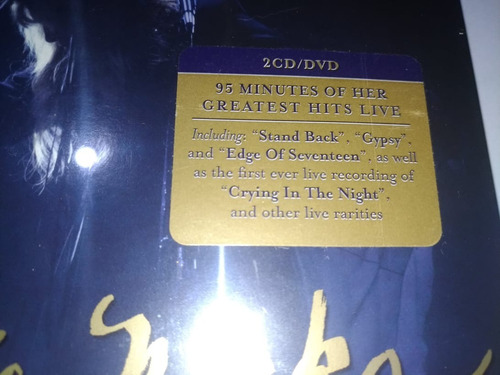 2CD/DVD
95 MINUTES OF HER
GREATEST HITS LIVE
Including: "Stand Back", "Gypsy",
and "Edge Of Seventeen", as well
as the first ever live recording of
"Crying In The Night",
and other live rarities